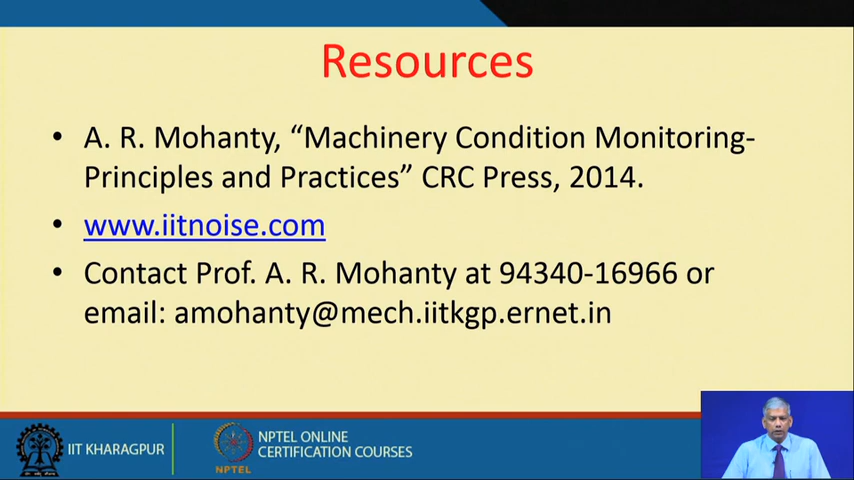 Resources
• A. R. Mohanty, “Machinery Condition Monitoring-
Principles and Practices” CRC Press, 2014.
• www.iitnoise.com
• Contact Prof. A. R. Mohanty at 94340-16966 or
email: amohanty@mech.iitkgp.ernet.in
IIT KHARAGPUR
NPTEL
NPTEL ONLINE
CERTIFICATION COURSES